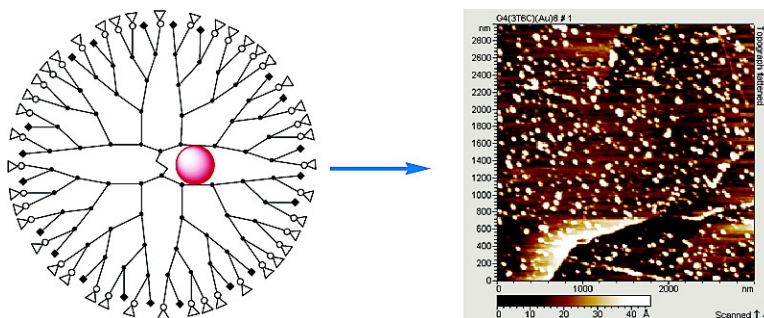 G4(3T6C)(Au)8 # 1
nm
2800
2600
2400
2200
2000
1800
1600
1400
1200
1000
800
600
400
200
0
0 1000 2000 nm
Topograph flattened
0 10 20 30 40 Å
Scanned ↑